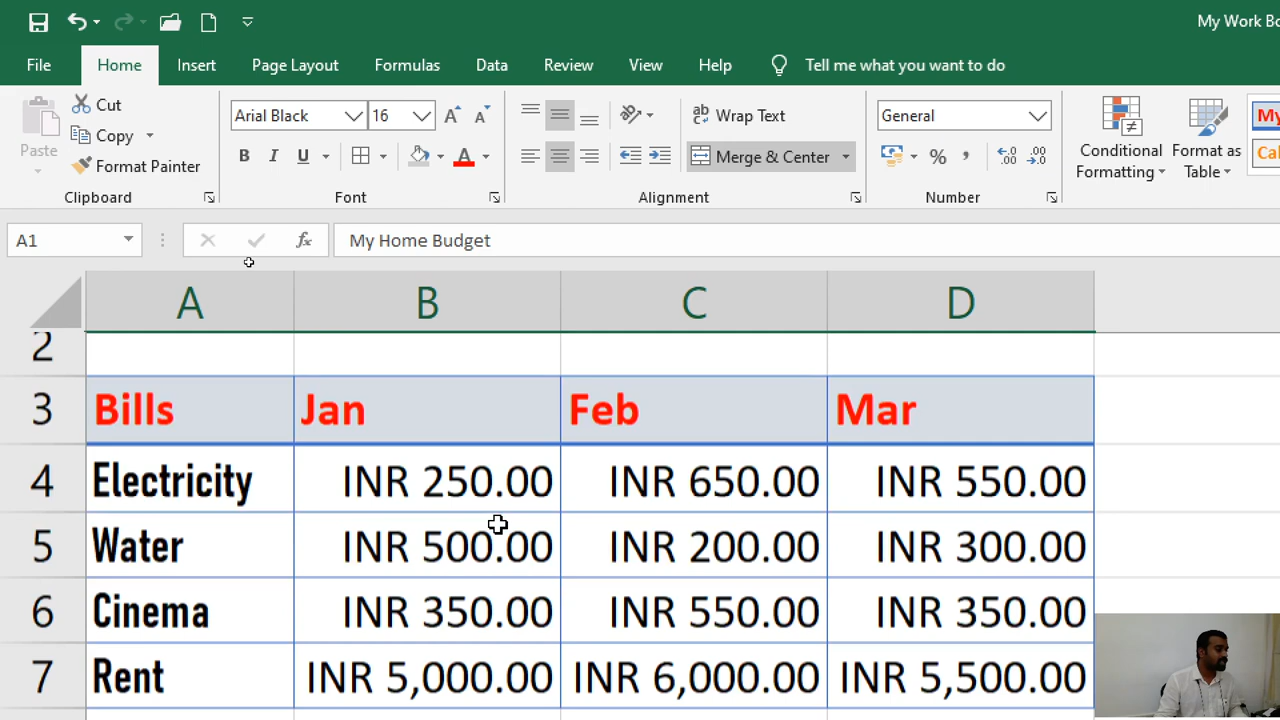 My Work Bo
File Home Insert Page Layout Formulas Data Review View Help Tell me what you want to do
Paste
Cut
Copy
Format Painter
Clipboard
Arial Black 16 A A
B I U A
Font
ab Wrap Text
Merge & Center
Alignment
General
% , .00
Number
Conditional Formatting
Format as Table
My
Cal
A1 fx My Home Budget
A B C D
2
3 Bills Jan Feb Mar
4 Electricity INR 250.00 INR 650.00 INR 550.00
5 Water INR 500.00 INR 200.00 INR 300.00
6 Cinema INR 350.00 INR 550.00 INR 350.00
7 Rent INR 5,000.00 INR 6,000.00 INR 5,500.00